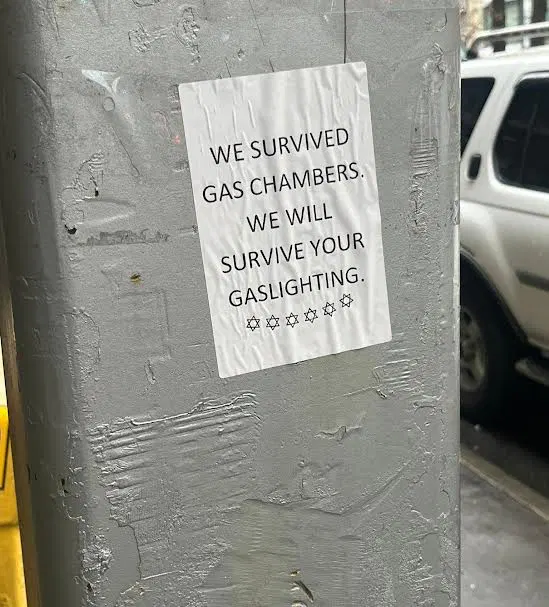 WE SURVIVED
GAS CHAMBERS.
WE WILL
SURVIVE YOUR
GASLIGHTING.
✡✡✡✡✡✡